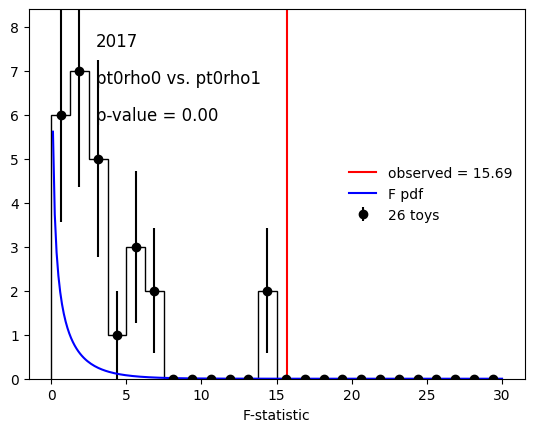 2017
pt0rho0 vs. pt0rho1
p-value = 0.00
observed = 15.69
F pdf
26 toys
8
7
6
5
4
3
2
1
0
0 5 10 15 20 25 30
F-statistic